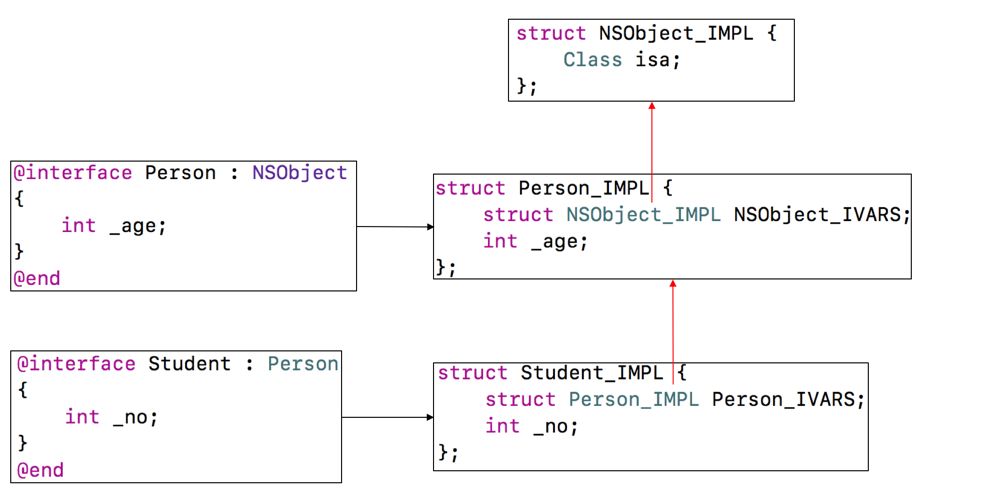 struct NSObject_IMPL {
    Class isa;
};
@interface Person : NSObject
{
    int _age;
}
@end
struct Person_IMPL {
    struct NSObject_IMPL NSObject_IVARS;
    int _age;
};
@interface Student : Person
{
    int _no;
}
@end
struct Student_IMPL {
    struct Person_IMPL Person_IVARS;
    int _no;
};